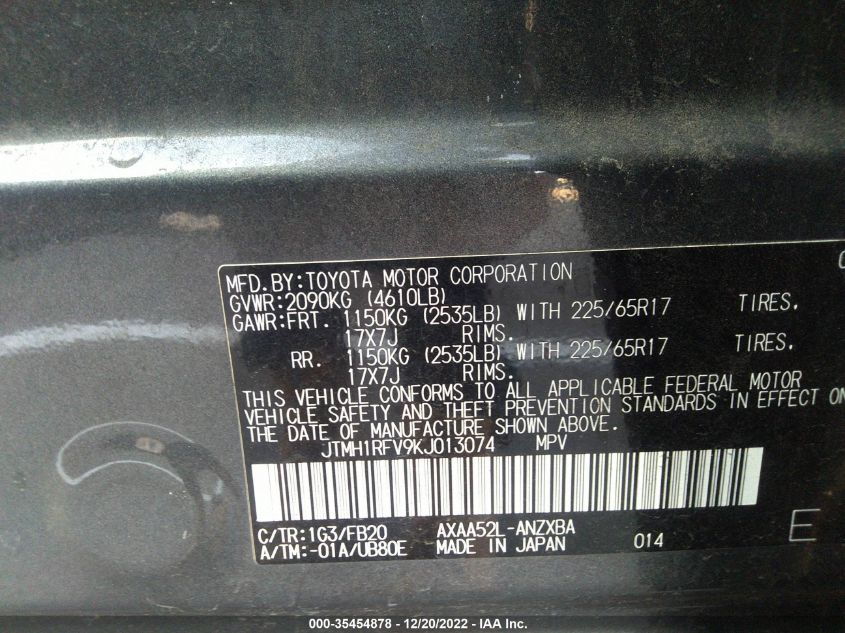 MFD.BY:TOYOTA MOTOR CORPORATION
GVWR:2090KG (4610LB)
GAWR:FRT. 1150KG (2535LB) WITH 225/65R17 TIRES.
17X7J RIMS.
RR. 1150KG (2535LB) WITH 225/65R17 TIRES.
17X7J RIMS.
THIS VEHICLE CONFORMS TO ALL APPLICABLE FEDERAL MOTOR
VEHICLE SAFETY AND THEFT PREVENTION STANDARDS IN EFFECT ON
THE DATE OF MANUFACTURE SHOWN ABOVE.
JTMH1RFV9KJ013074 MPV
C/TR:1G3/FB20 AXAA52L-ANZXBA
A/TM:-01A/UB80E MADE IN JAPAN 014 E
000-35454878 - 12/20/2022 - IAA Inc.